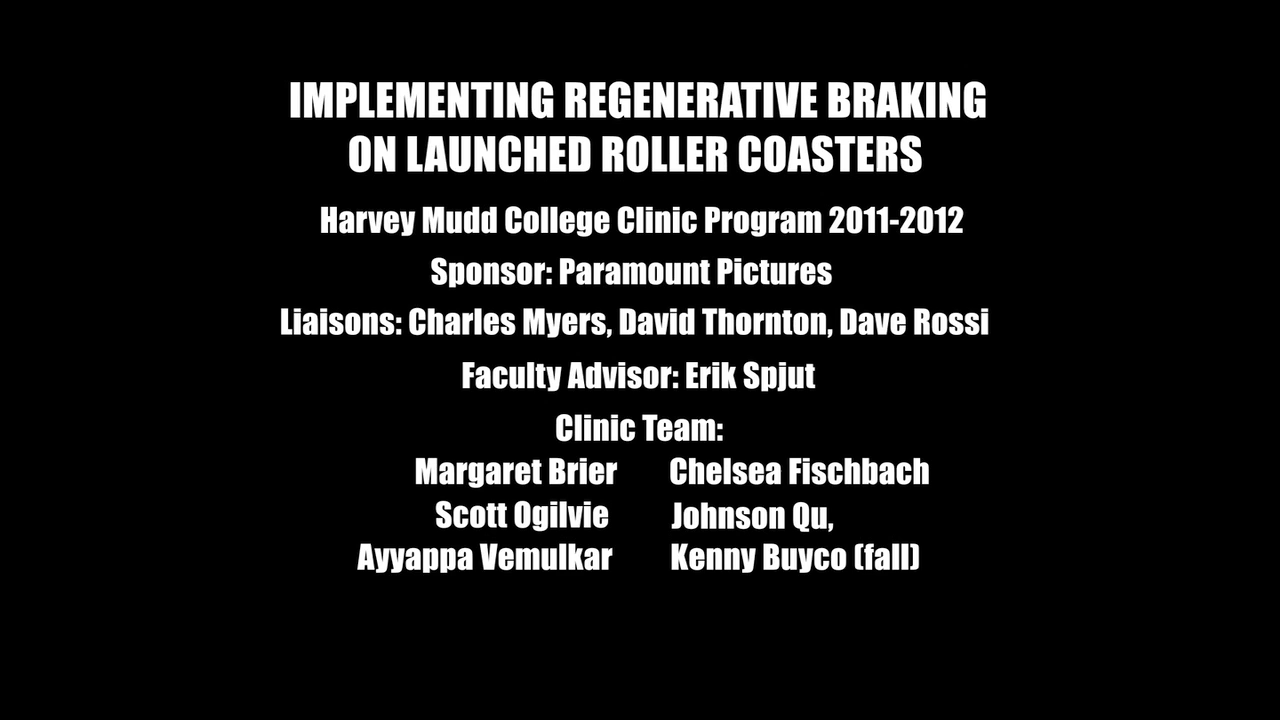 IMPLEMENTING REGENERATIVE BRAKING
ON LAUNCHED ROLLER COASTERS
Harvey Mudd College Clinic Program 2011-2012
Sponsor: Paramount Pictures
Liaisons: Charles Myers, David Thornton, Dave Rossi
Faculty Advisor: Erik Spjut
Clinic Team:
Margaret Brier Chelsea Fischbach
Scott Ogilvie Johnson Qu,
Ayyappa Vemulkar Kenny Buyco (fall)